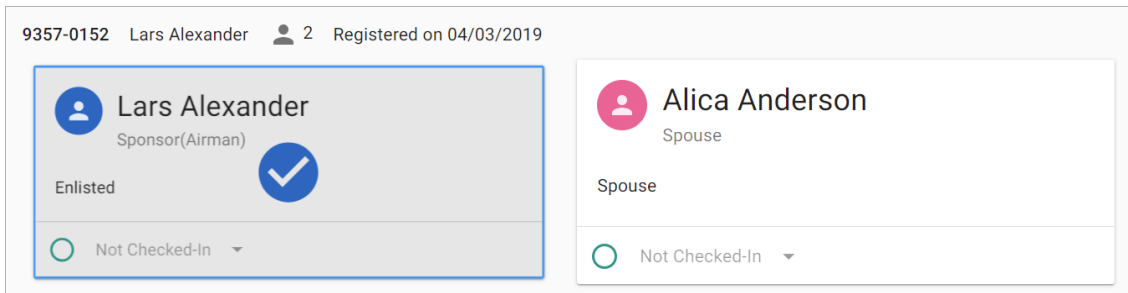 9357-0152 Lars Alexander 2 Registered on 04/03/2019
Lars Alexander
Sponsor(Airman)
Enlisted
Not Checked-In
Alica Anderson
Spouse
Spouse
Not Checked-In